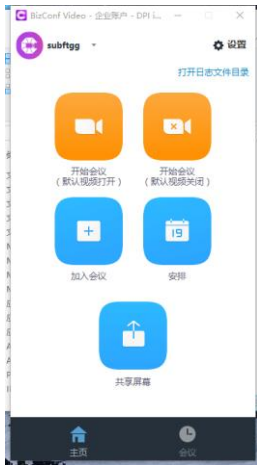 BizConf Video - 企业账户 - DPI i...
subftgg
设置
打开日志文件目录
开始会议
（默认视频打开）
开始会议
（默认视频关闭）
19
加入会议
安排
共享屏幕
主页
会议